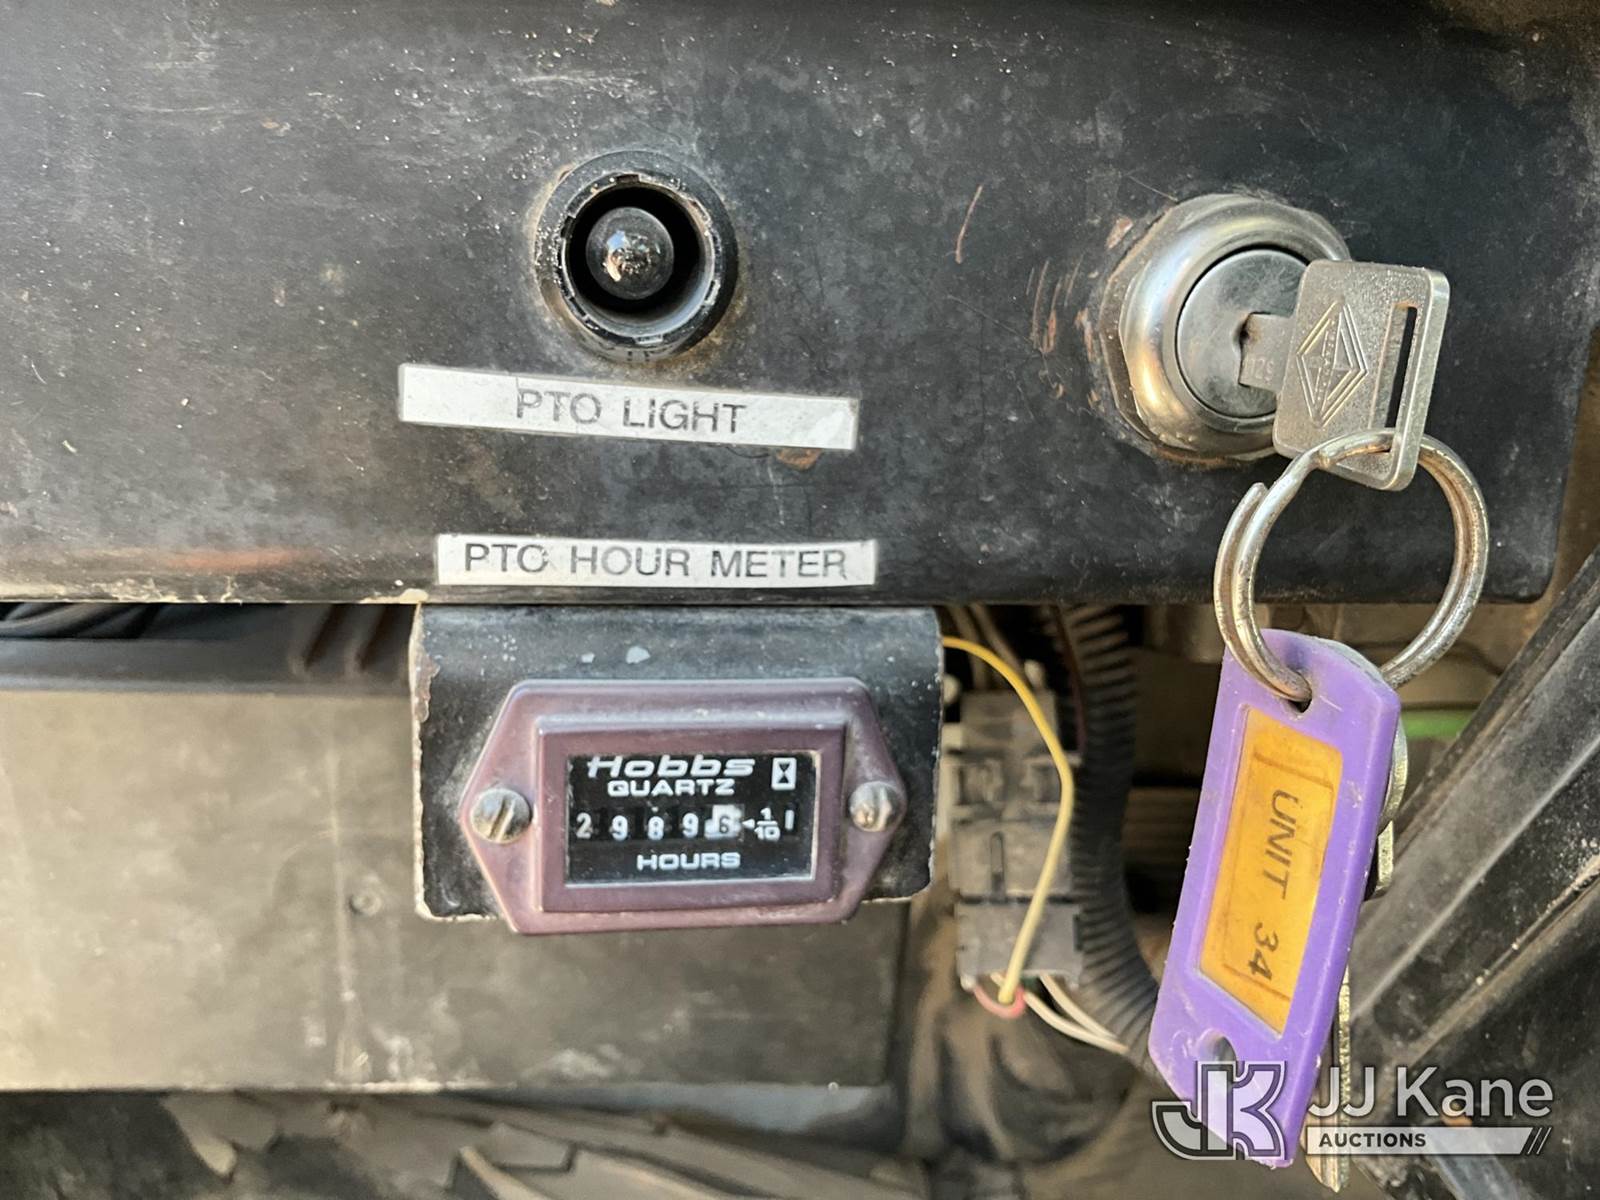 PTO LIGHT
PTO HOUR METER
Hobbs
QUARTZ
2 9 8 9 6 1/10
HOURS
UNIT 34
JJ Kane
AUCTIONS